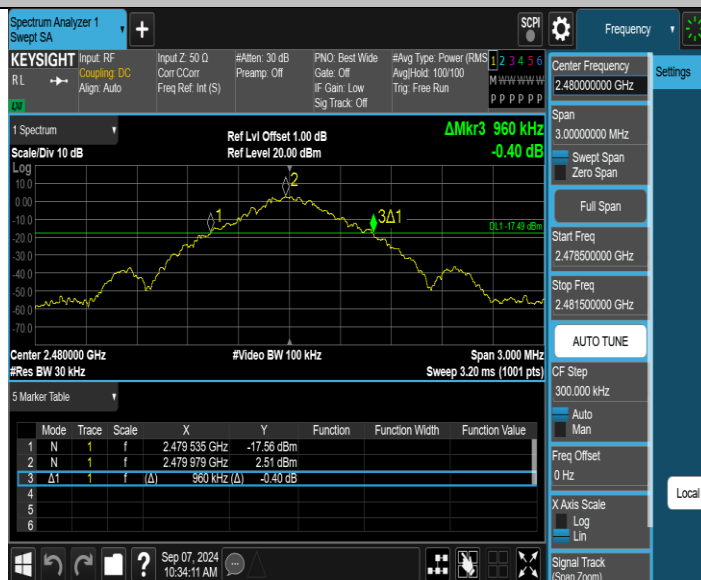 Spectrum Analyzer 1
Swept SA
+
SCPI
Frequency
KEYSIGHT
RL
LXI
Input: RF
Coupling: DC
Align: Auto
Input Z: 50 Ω
Corr CCorr
Freq Ref: Int (S)
#Atten: 30 dB
Preamp: Off
PNO: Best Wide
Gate: Off
IF Gain: Low
Sig Track: Off
#Avg Type: Power (RMS
Avg|Hold: 100/100
Trig: Free Run
1 2 3 4 5 6
M W W W W W
P P P P P P
Center Frequency
2.480000000 GHz
Settings
Span
3.00000000 MHz
Swept Span
Zero Span
Full Span
Start Freq
2.478500000 GHz
Stop Freq
2.481500000 GHz
AUTO TUNE
CF Step
300.000 kHz
Auto
Man
Freq Offset
0 Hz
X Axis Scale
Log
Lin
Signal Track
(Span Zoom)
Local
1 Spectrum
Scale/Div 10 dB
Ref Lvl Offset 1.00 dB
Ref Level 20.00 dBm
ΔMkr3 960 kHz
-0.40 dB
Log
10.0
0.00
-10.0
-20.0
-30.0
-40.0
-50.0
-60.0
-70.0
1
2
3Δ1
DL1 -17.49 dBm
Center 2.480000 GHz
#Video BW 100 kHz
Span 3.000 MHz
#Res BW 30 kHz
Sweep 3.20 ms (1001 pts)
5 Marker Table
Mode Trace Scale X Y Function Function Width Function Value
1 N 1 f 2.479 535 GHz -17.56 dBm
2 N 1 f 2.479 979 GHz 2.51 dBm
3 Δ1 1 f (Δ) 960 kHz (Δ) -0.40 dB
4
5
6
?
Sep 07, 2024
10:34:11 AM